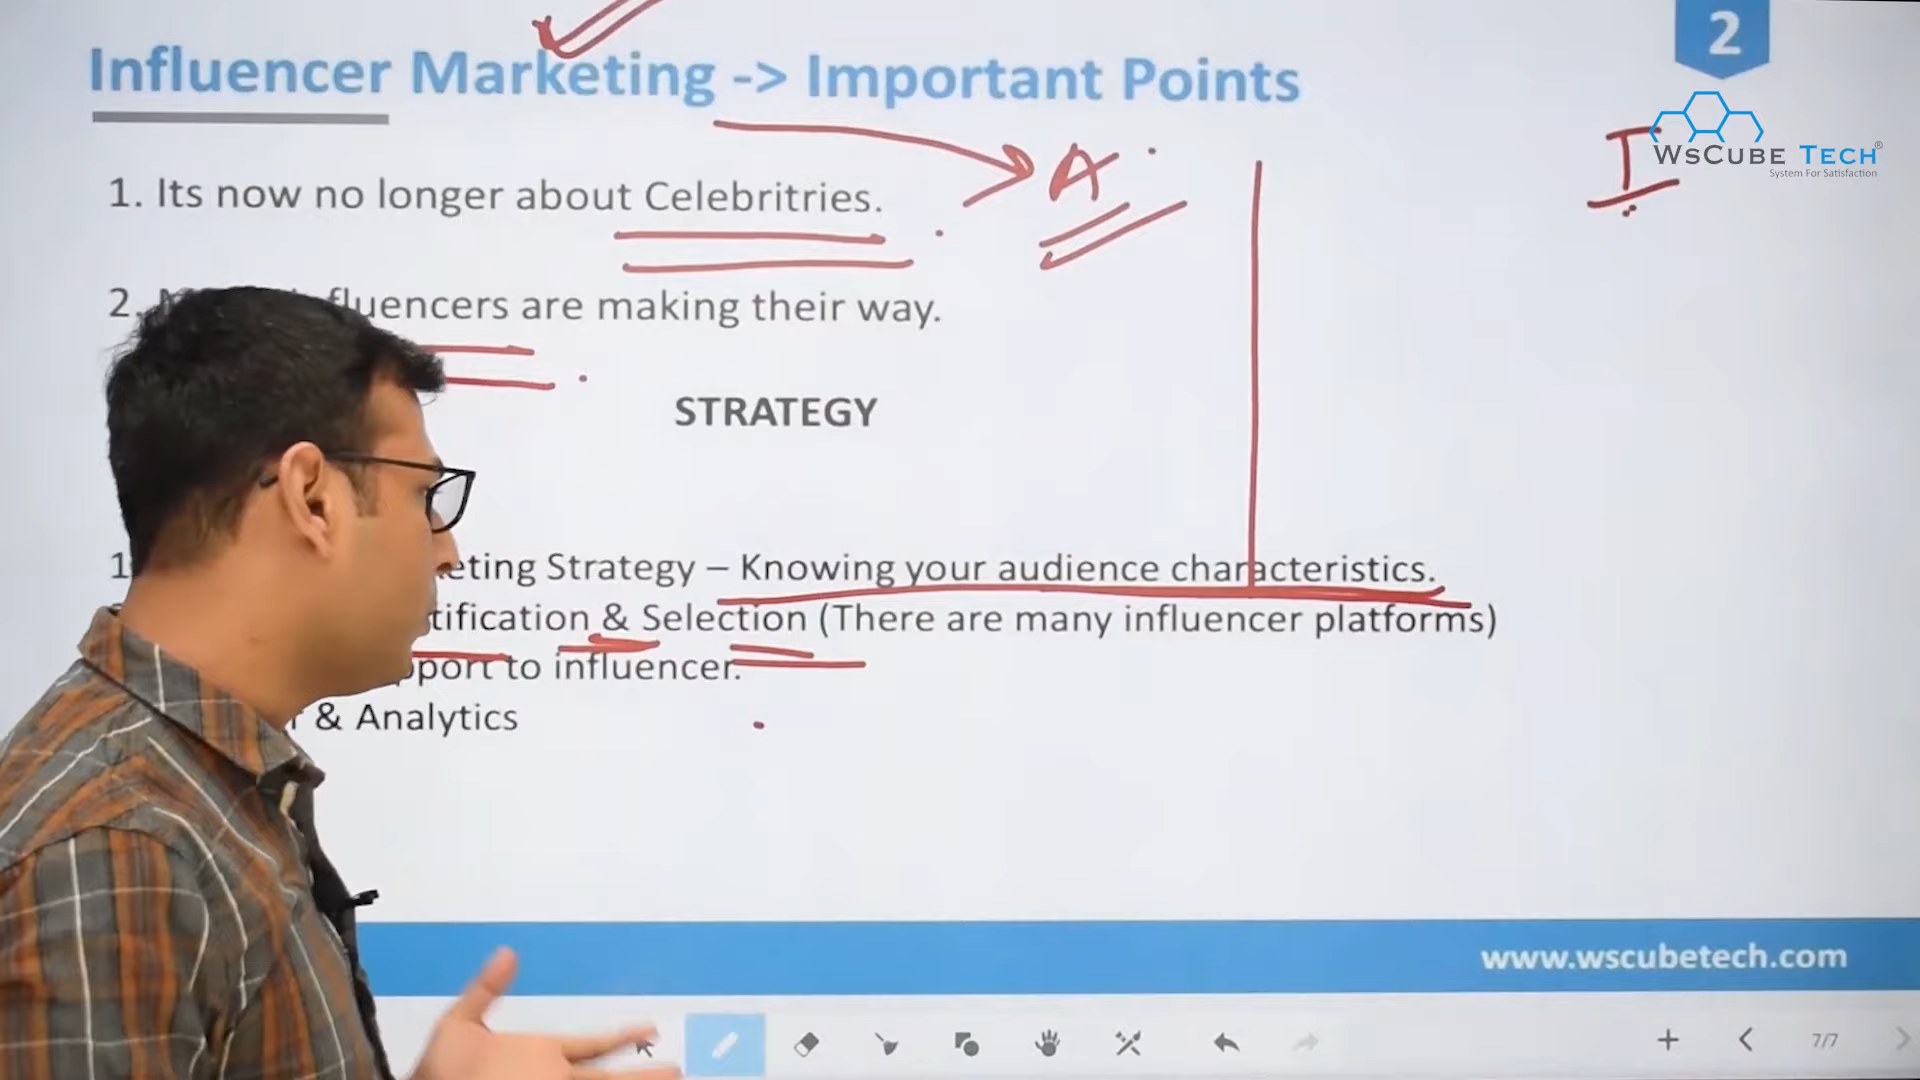 2
Influencer Marketing -> Important Points
I
WsCube Tech®
System For Satisfaction
A
1. Its now no longer about Celebritries.
2. fluencers are making their way.
STRATEGY
1 eting Strategy – Knowing your audience characteristics.
tification & Selection (There are many influencer platforms)
pport to influencer.
& Analytics
www.wscubetech.com
7/7